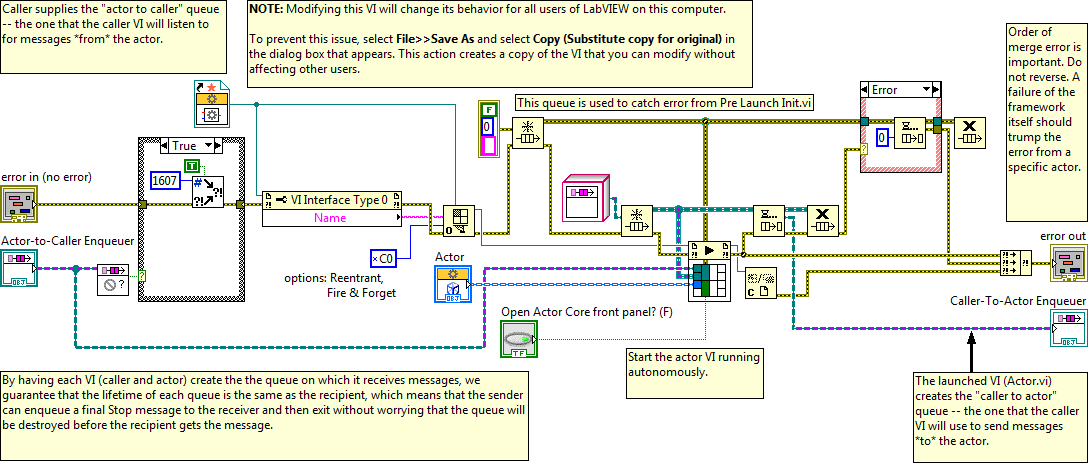 Caller supplies the "actor to caller" queue
-- the one that the caller VI will listen to
for messages *from* the actor.
NOTE: Modifying this VI will change its behavior for all users of LabVIEW on this computer.
To prevent this issue, select File>>Save As and select Copy (Substitute copy for original) in
the dialog box that appears. This action creates a copy of the VI that you can modify without
affecting other users.
Order of
merge error is
important. Do
not reverse. A
failure of the
framework
itself should
trump the
error from a
specific actor.
This queue is used to catch error from Pre Launch Init.vi
Error
F
0
0
True
T
1607
error in (no error)
VI Interface Type 0
Name
Actor-to-Caller Enqueuer
OBJ
xC0
options: Reentrant,
Fire & Forget
Actor
OBJ
error out
Open Actor Core front panel? (F)
TF
Caller-To-Actor Enqueuer
OBJ
Start the actor VI running
autonomously.
By having each VI (caller and actor) create the the queue on which it receives messages, we
guarantee that the lifetime of each queue is the same as the recipient, which means that the sender
can enqueue a final Stop message to the receiver and then exit without worrying that the queue will
be destroyed before the recipient gets the message.
The launched VI (Actor.vi)
creates the "caller to actor"
queue -- the one that the caller
VI will use to send messages
*to* the actor.